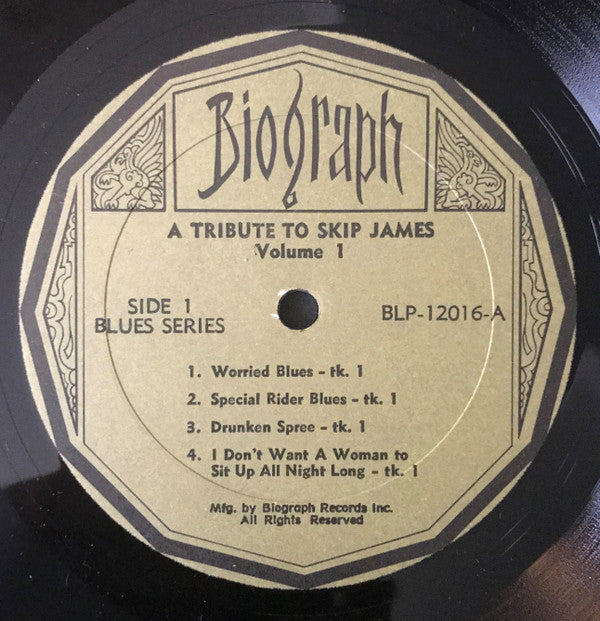 Biograph
A TRIBUTE TO SKIP JAMES
Volume 1
SIDE 1
BLUES SERIES
BLP-12016-A
1. Worried Blues - tk. 1
2. Special Rider Blues - tk. 1
3. Drunken Spree - tk. 1
4. I Don't Want A Woman to
Sit Up All Night Long - tk. 1
Mfg. by Biograph Records Inc.
All Rights Reserved